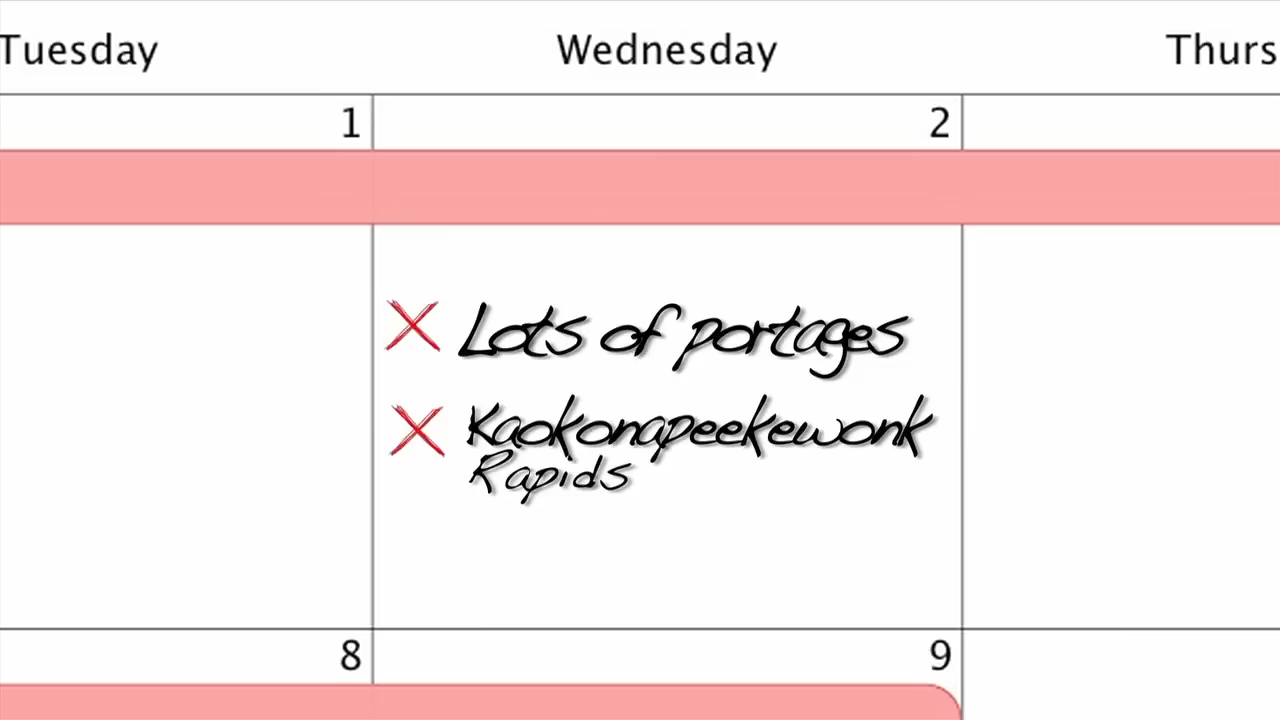 Tuesday Wednesday Thurs
1 2
Lots of portages
Kaokonapeekewonk
Rapids
8 9